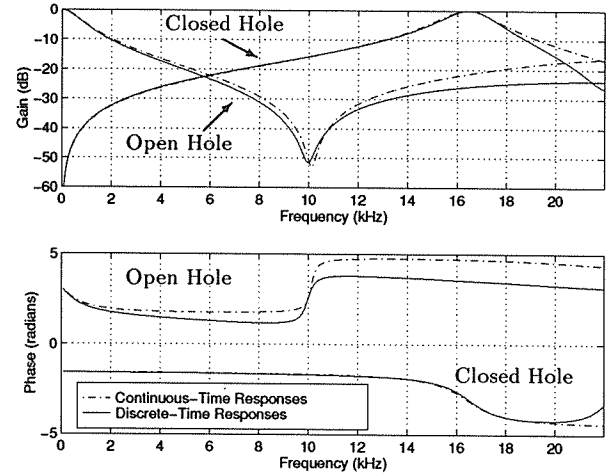 0
-10
-20
-30
-40
-50
-60
Gain (dB)
Closed Hole
Open Hole
0 2 4 6 8 10 12 14 16 18 20
Frequency (kHz)
5
0
-5
Phase (radians)
Open Hole
Closed Hole
Continuous-Time Responses
Discrete-Time Responses
0 2 4 6 8 10 12 14 16 18 20
Frequency (kHz)